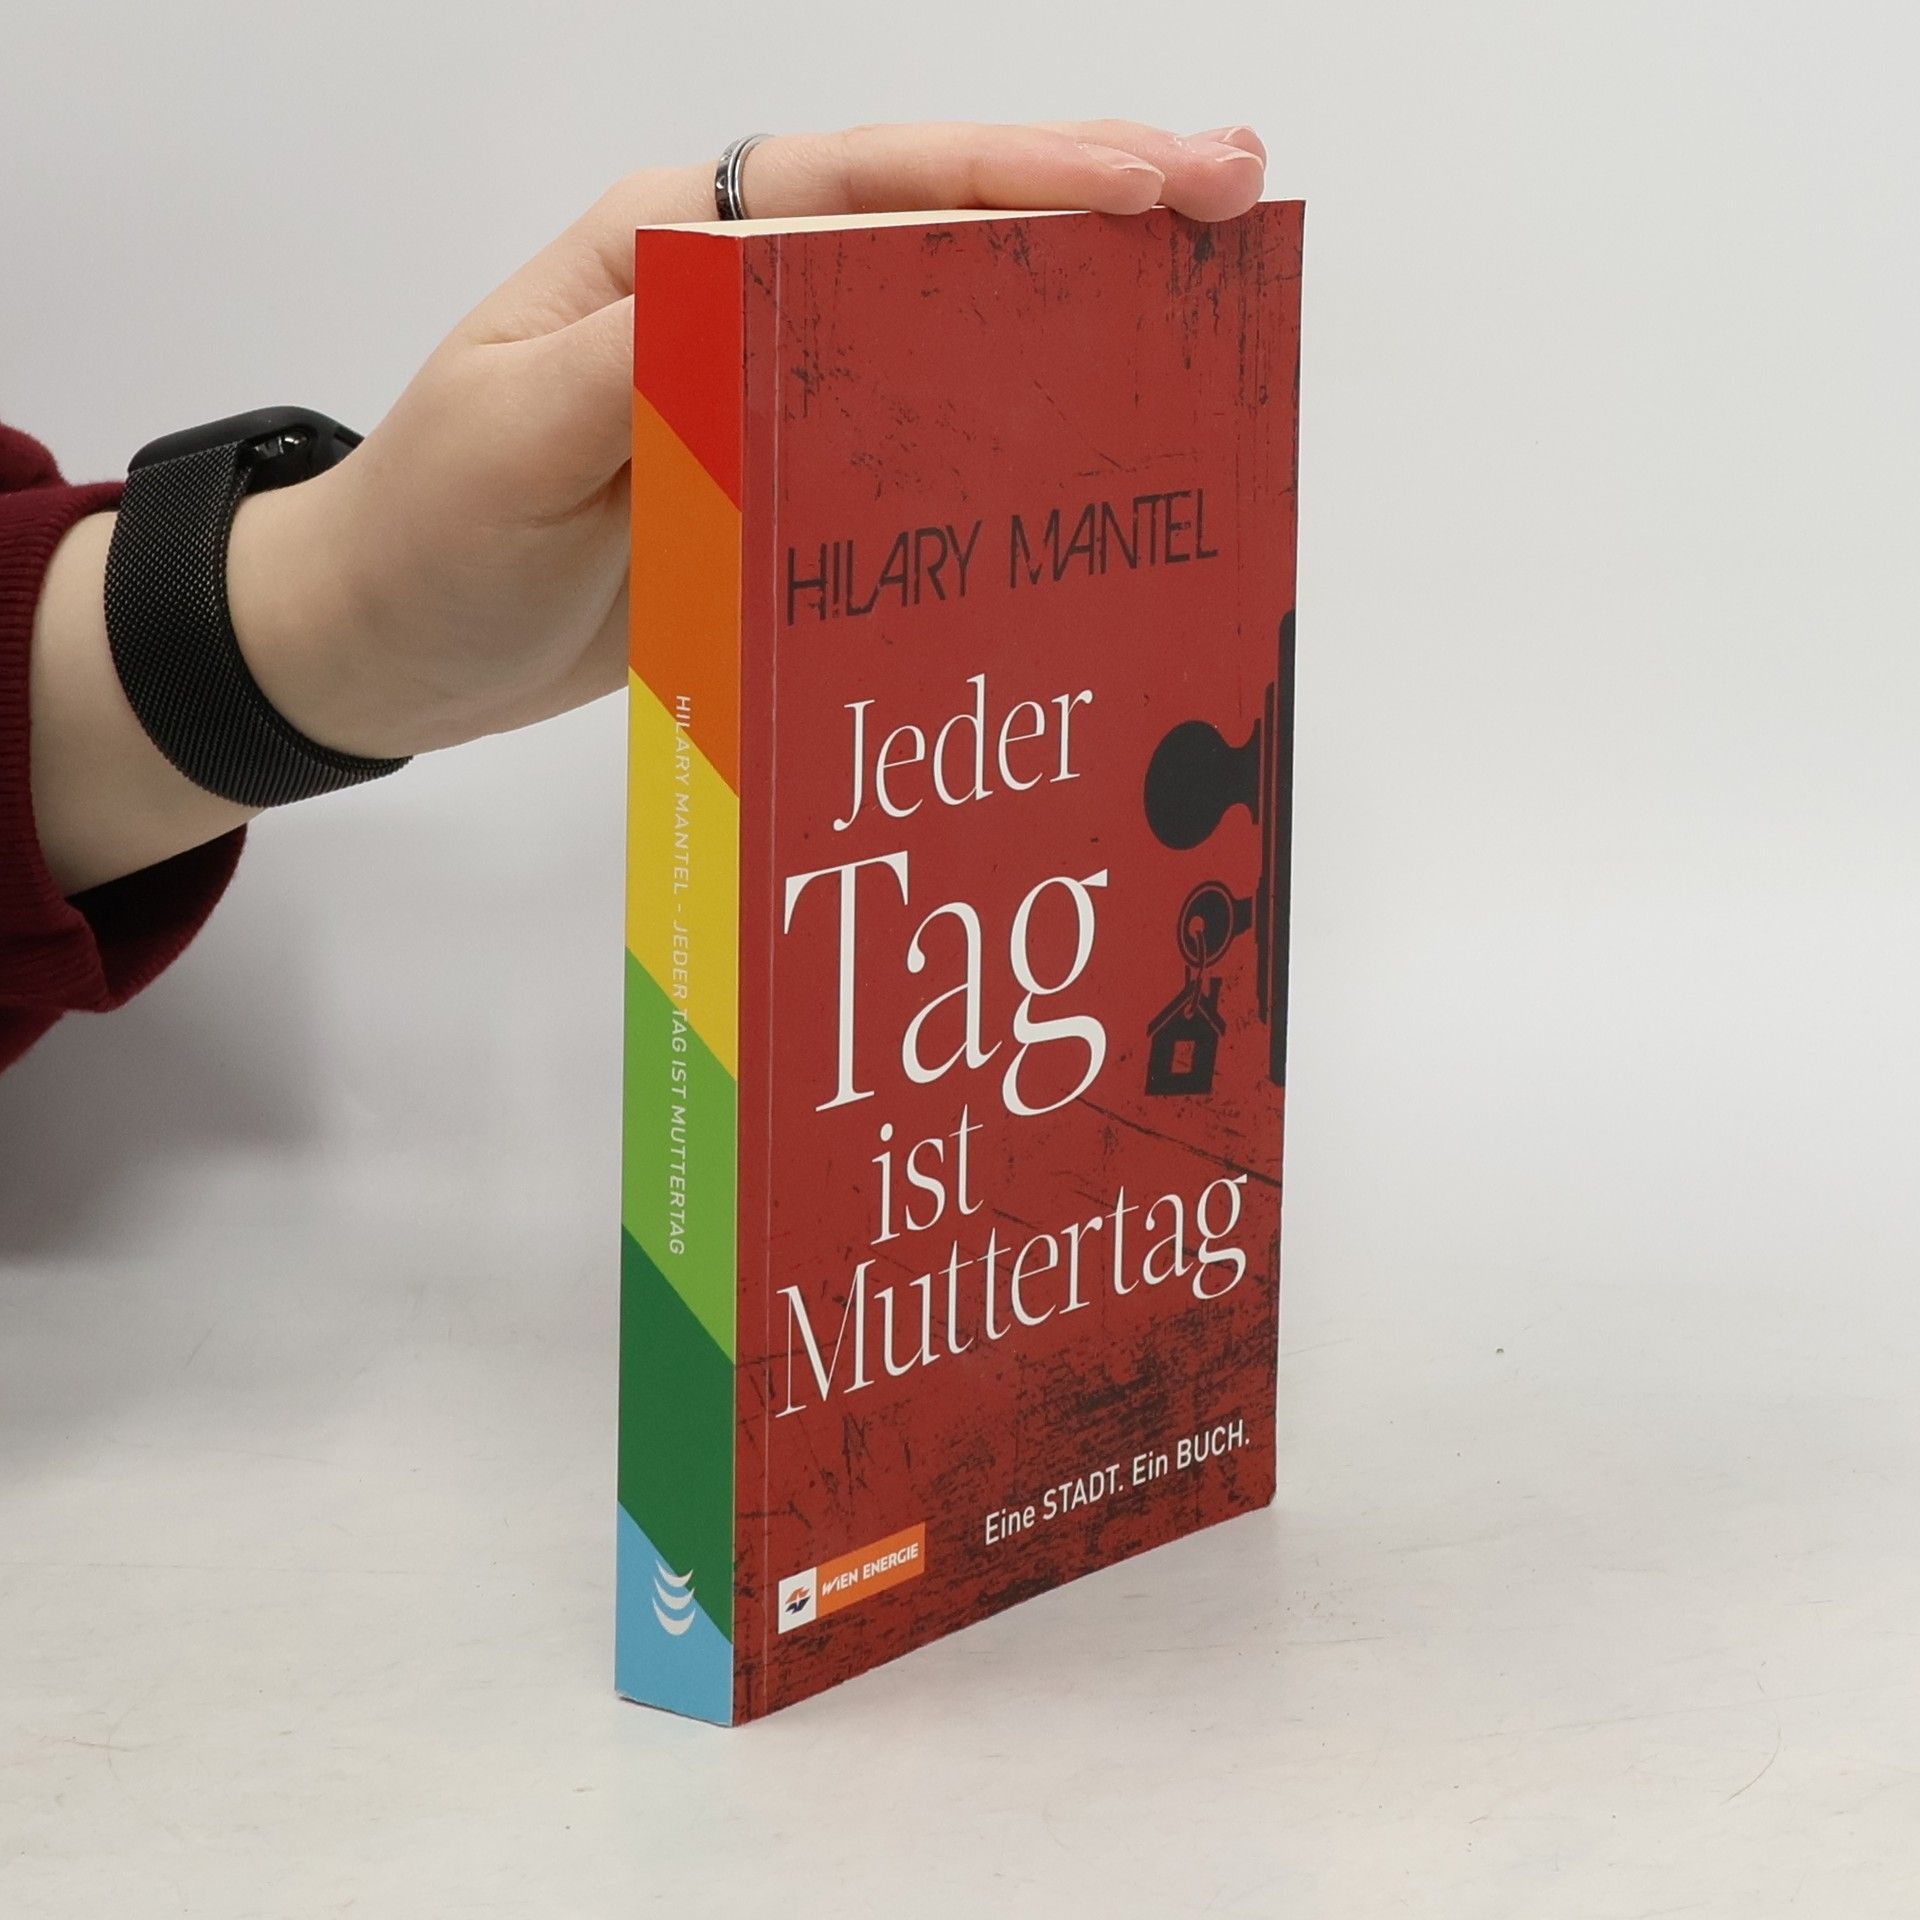 HILARY MANTEL - JEDER TAG IST MUTTERTAG
HILARY MANTEL
Jeder
Tag
ist
Muttertag
Eine STADT. Ein BUCH.
WIEN ENERGIE